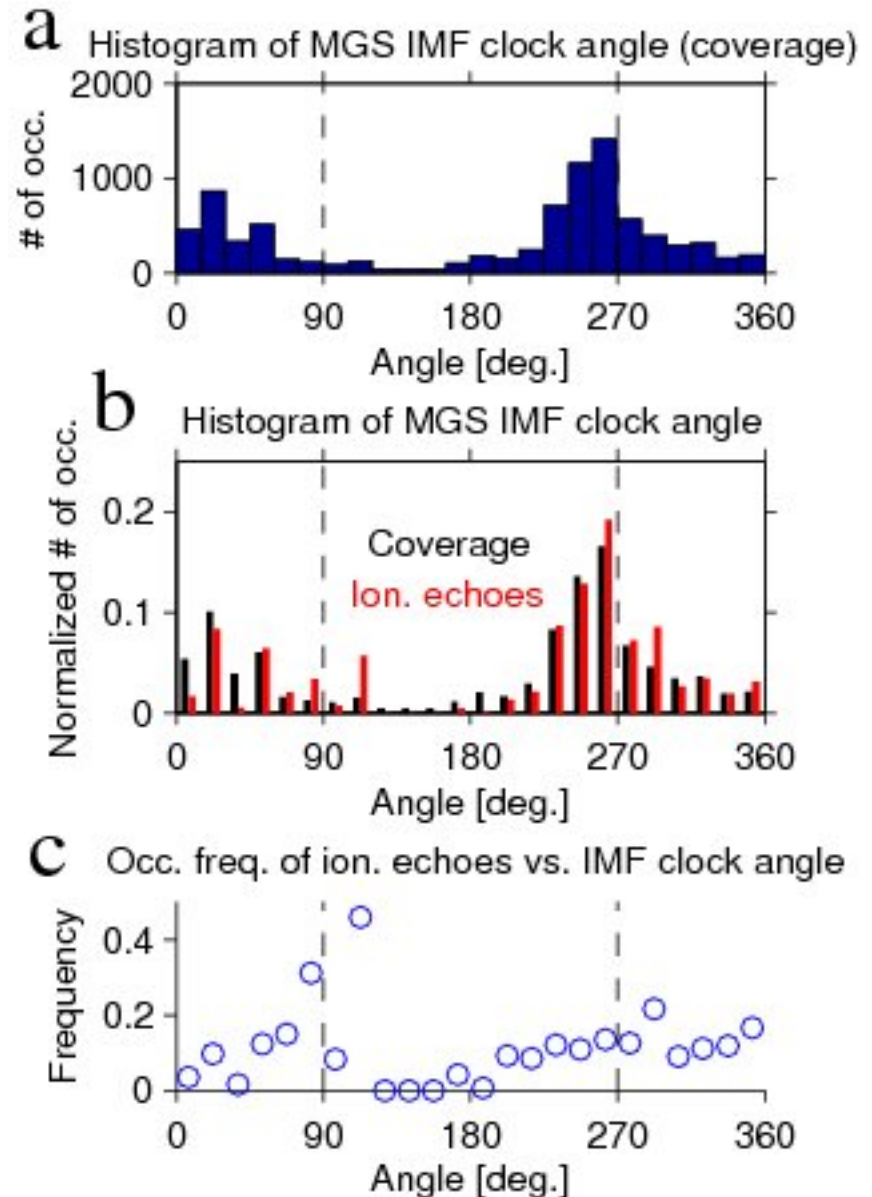 a
Histogram of MGS IMF clock angle (coverage)
# of occ.
2000
1000
0
0 90 180 270 360
Angle [deg.]
b
Histogram of MGS IMF clock angle
Normalized # of occ.
0.2
0.1
0
Coverage
Ion. echoes
0 90 180 270 360
Angle [deg.]
c
Occ. freq. of ion. echoes vs. IMF clock angle
Frequency
0.4
0.2
0
0 90 180 270 360
Angle [deg.]